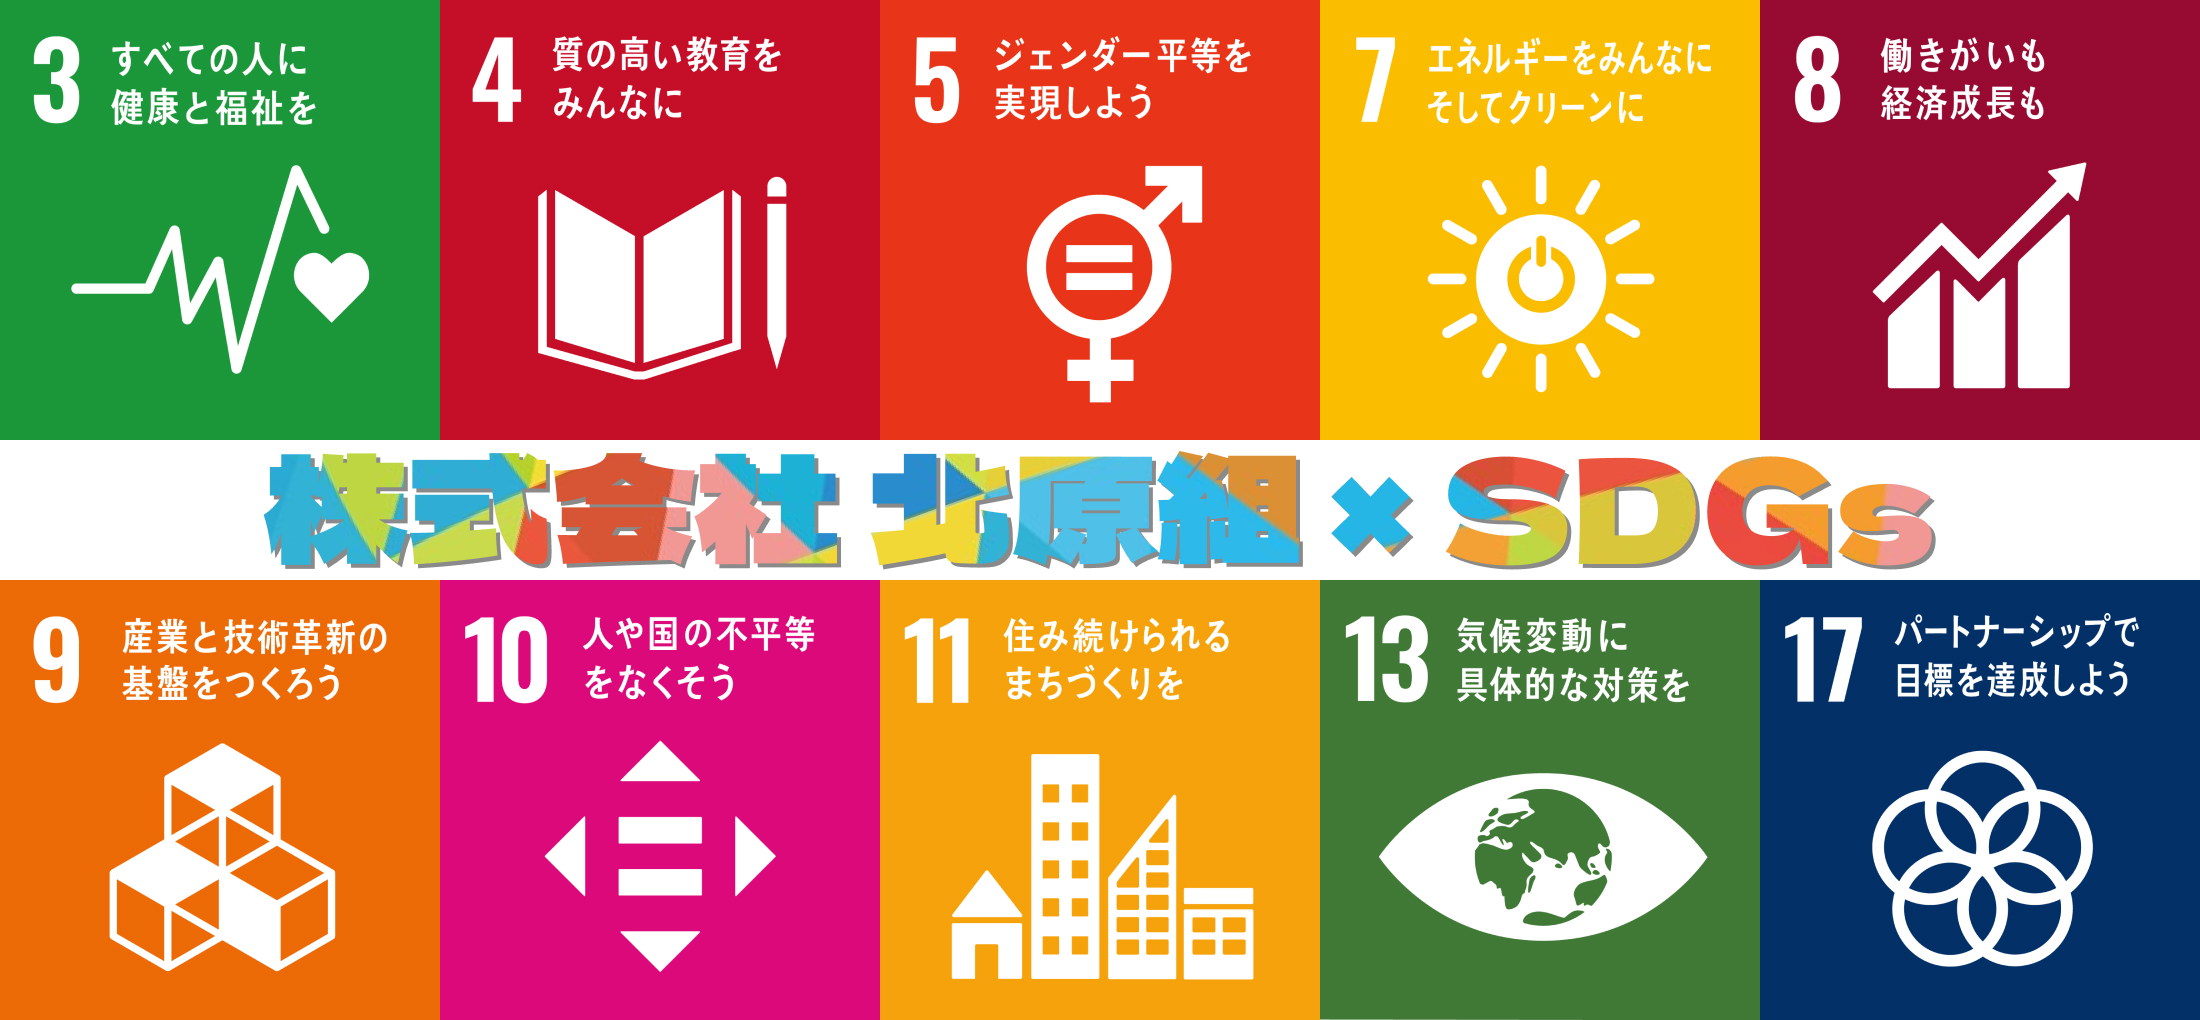 3
すべての人に
健康と福祉を
4
質の高い教育を
みんなに
5
ジェンダー平等を
実現しよう
7
エネルギーをみんなに
そしてクリーンに
8
働きがいも
経済成長も
株式会社 北原組 × SDGs
9
産業と技術革新の
基盤をつくろう
10
人や国の不平等
をなくそう
11
住み続けられる
まちづくりを
13
気候変動に
具体的な対策を
17
パートナーシップで
目標を達成しよう